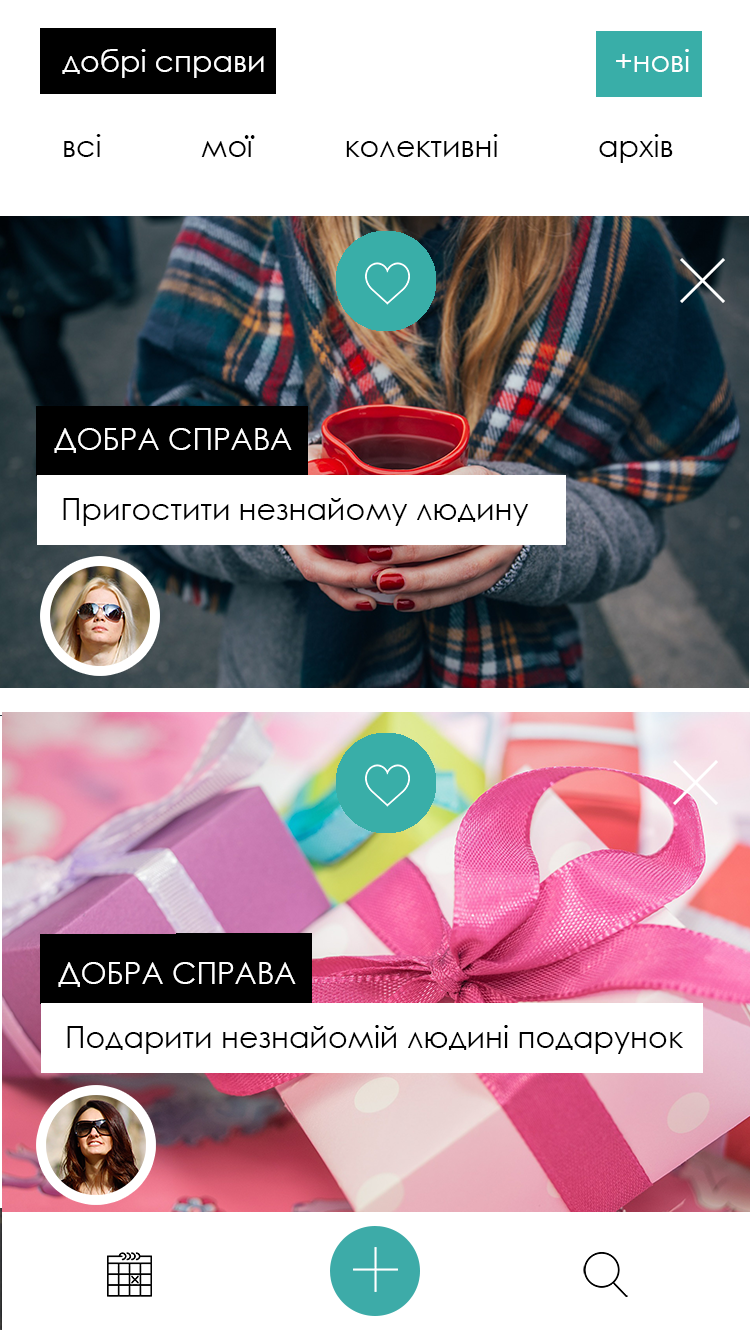 добрі справи
+нові
всі мої колективні архів
ДОБРА СПРАВА
Пригостити незнайому людину
ДОБРА СПРАВА
Подарити незнайомій людині подарунок